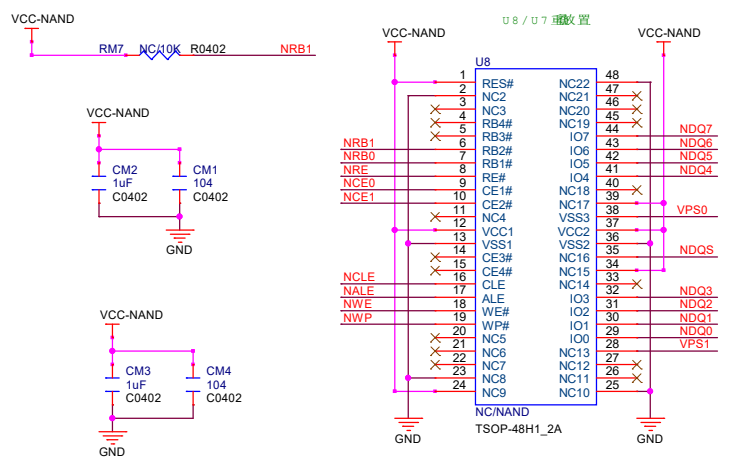 VCC-NAND
RM7 NC/10K R0402 NRB1
VCC-NAND
CM2
1uF
C0402
CM1
104
C0402
GND
VCC-NAND
CM3
1uF
C0402
CM4
104
C0402
GND
U8/U7重 置
VCC-NAND
VCC-NAND
U8
1 RES# NC22 48
2 NC2 NC21 47
3 NC3 NC20 46
4 RB4# NC19 45
5 RB3# IO7 44 NDQ7
NRB1 6 RB2# IO6 43 NDQ6
NRB0 7 RB1# IO5 42 NDQ5
NRE 8 RE# IO4 41 NDQ4
NCE0 9 CE1# NC18 40
NCE1 10 CE2# NC17 39
11 NC4 VSS3 38 VPS0
12 VCC1 VCC2 37
13 VSS1 VSS2 36
14 CE3# NC16 35 NDQS
15 CE4# NC15 34
NCLE 16 CLE NC14 33
NALE 17 ALE IO3 32 NDQ3
NWE 18 WE# IO2 31 NDQ2
NWP 19 WP# IO1 30 NDQ1
20 NC5 IO0 29 NDQ0
21 NC6 NC13 28 VPS1
22 NC7 NC12 27
23 NC8 NC11 26
24 NC9 NC10 25
NC/NAND
TSOP-48H1_2A
GND
GND